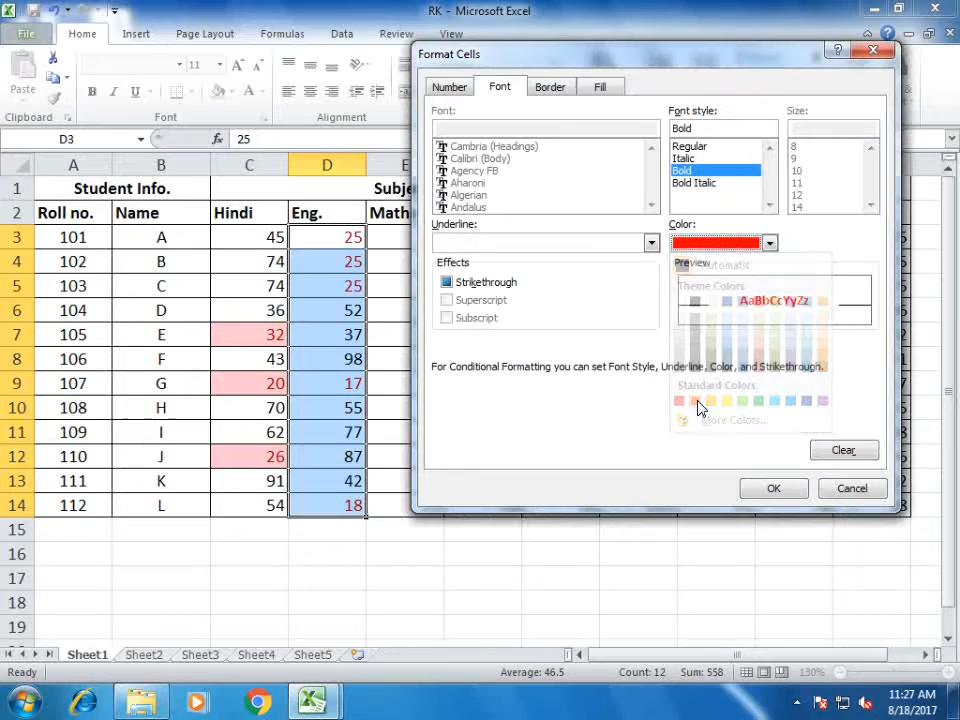 RK - Microsoft Excel
File Home Insert Page Layout Formulas Data Review View
Format Cells
Number Font Border Fill
Paste
11
Clipboard Font Alignment
D3 fx 25
Font: Font style: Size:
Bold
Cambria (Headings) Regular 8
Calibri (Body) Italic 9
Agency FB Bold 10
Aharoni Bold Italic 11
Algerian 12
Andalus 14
Underline: Color:
Effects Preview
Automatic
Strikethrough
Theme Colors
Superscript AaBbCcYyZz
Subscript
For Conditional Formatting you can set Font Style, Underline, Color, and Strikethrough.
Standard Colors
More Colors...
Clear
OK Cancel
A B C D E
1 Student Info. Subje
2 Roll no. Name Hindi Eng. Math
3 101 A 45 25
4 102 B 74 25
5 103 C 74 25
6 104 D 36 52
7 105 E 32 37
8 106 F 43 98
9 107 G 20 17
10 108 H 70 55
11 109 I 62 77
12 110 J 26 87
13 111 K 91 42
14 112 L 54 18
15
16
17
18
19
Sheet1 Sheet2 Sheet3 Sheet4 Sheet5
Ready Average: 46.5 Count: 12 Sum: 558 130%
11:27 AM
8/18/2017